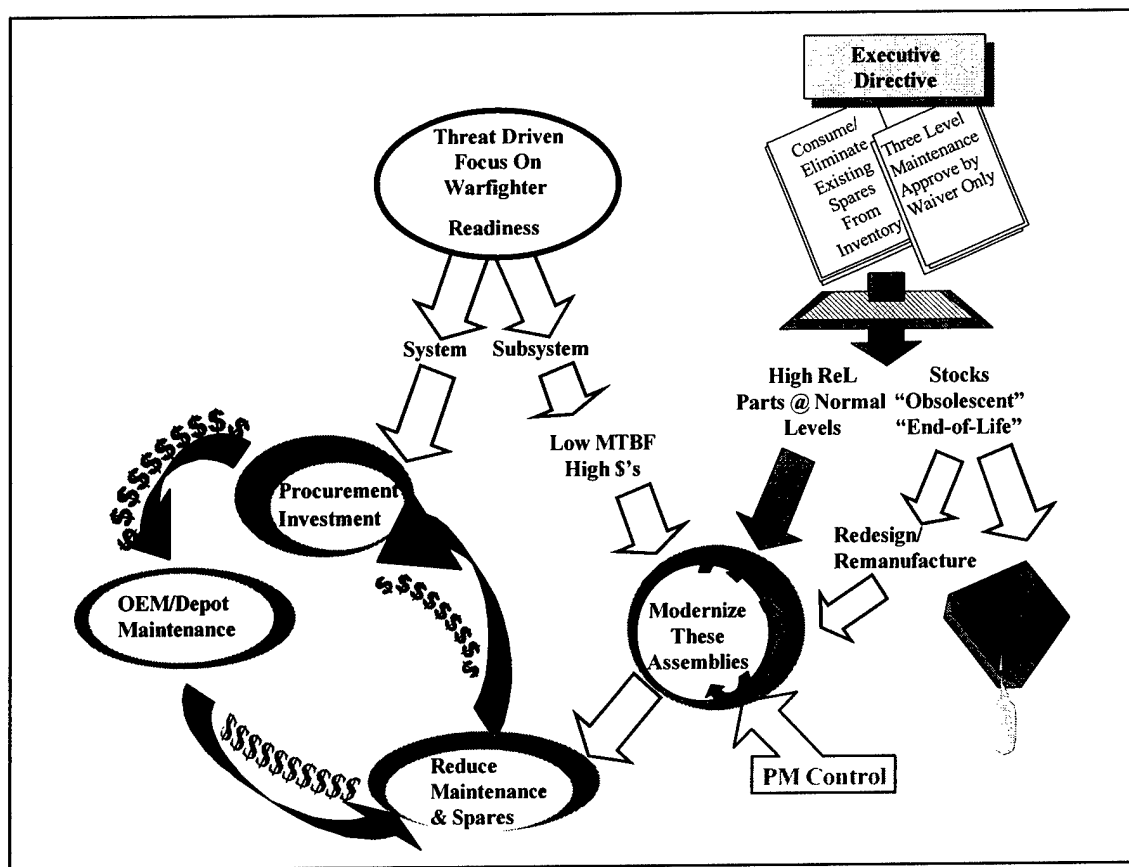 Executive
Directive
Consume/
Eliminate
Existing
Spares
From
Inventory
Three Level
Maintenance
Approve by
Waiver Only
Threat Driven
Focus On
Warfighter
Readiness
System
Subsystem
High ReL
Parts @ Normal
Levels
Stocks
“Obsolescent”
“End-of-Life”
Low MTBF
High $'s
$$$$$$$$$
Procurement
Investment
Redesign/
Remanufacture
OEM/Depot
Maintenance
$$$$$$$$$
Modernize
These
Assemblies
$$$$$$$$$$$
Reduce
Maintenance
& Spares
PM Control